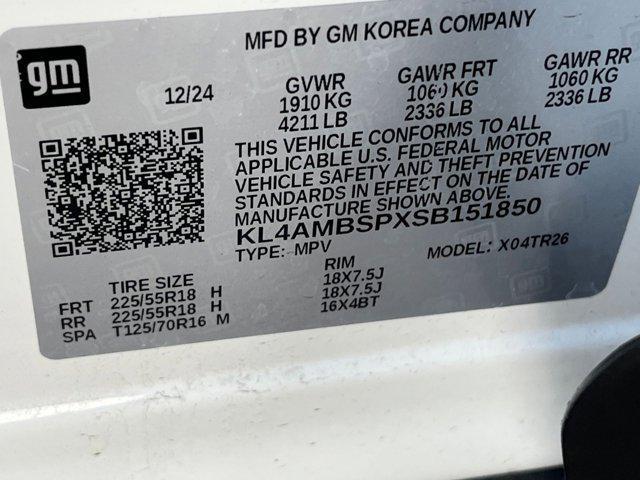 MFD BY GM KOREA COMPANY
gm
12/24
GVWR
1910 KG
4211 LB
GAWR FRT
1060 KG
2336 LB
GAWR RR
1060 KG
2336 LB
THIS VEHICLE CONFORMS TO ALL
APPLICABLE U.S. FEDERAL MOTOR
VEHICLE SAFETY AND THEFT PREVENTION
STANDARDS IN EFFECT ON THE DATE OF
MANUFACTURE SHOWN ABOVE.
KL4AMBSPXSB151850
TYPE: MPV
MODEL: X04TR26
TIRE SIZE
RIM
FRT 225/55R18 H 18X7.5J
RR 225/55R18 H 18X7.5J
SPA T125/70R16 M 16X4BT